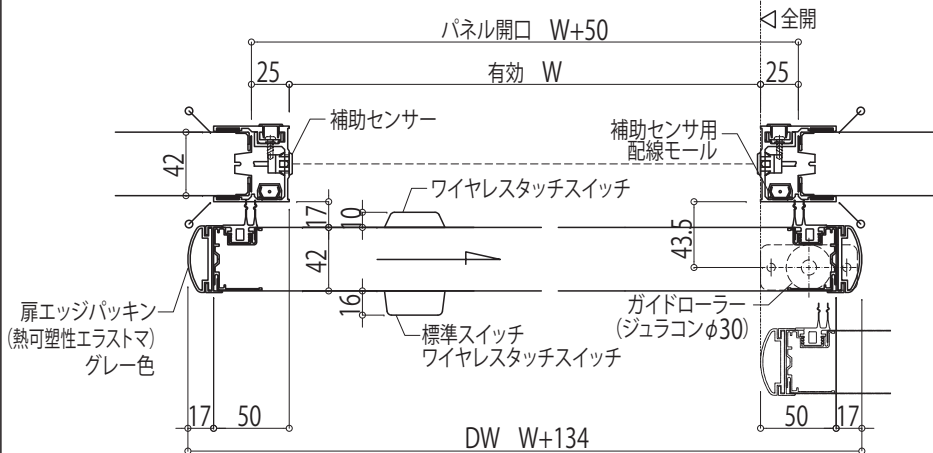 ◁全開
パネル開口 W+50
25
有効 W
25
補助センサー
補助センサ用
配線モール
42
ワイヤレスタッチスイッチ
17
10
43.5
42
16
扉エッジパッキン
(熱可塑性エラストマ)
グレー色
標準スイッチ
ワイヤレスタッチスイッチ
ガイドローラー
(ジュラコンφ30)
17
50
50
17
DW W+134